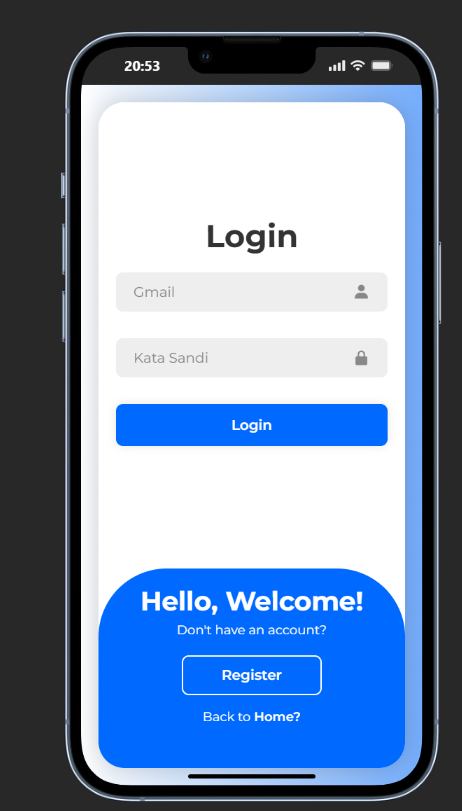 20:53
Login
Gmail
Kata Sandi
Login
Hello, Welcome!
Don't have an account?
Register
Back to Home?